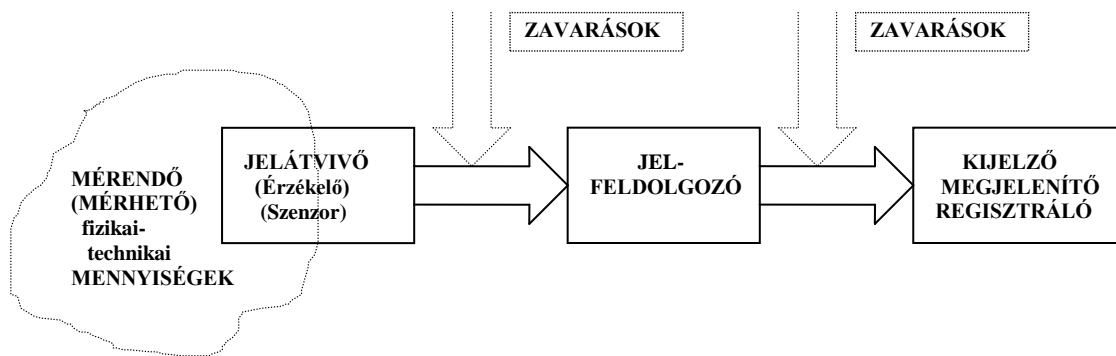 ZAVARÁSOK
ZAVARÁSOK
MÉRENDŐ
(MÉRHETŐ)
fizikai-
technikai
MENNYISÉGEK
JELÁTVIVŐ
(Érzékelő)
(Szenzor)
JEL-
FELDOLGOZÓ
KIJELZŐ
MEGJELENÍTŐ
REGISZTRÁLÓ